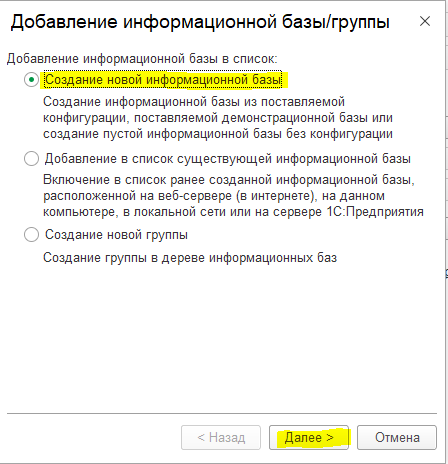 Добавление информационной базы/группы
Добавление информационной базы в список:
Создание новой информационной базы
Создание информационной базы из поставляемой
конфигурации, поставляемой демонстрационной базы или
создание пустой информационной базы без конфигурации
Добавление в список существующей информационной базы
Включение в список ранее созданной информационной базы,
расположенной на веб-сервере (в интернете), на данном
компьютере, в локальной сети или на сервере 1С:Предприятия
Создание новой группы
Создание группы в дереве информационных баз
< Назад Далее > Отмена